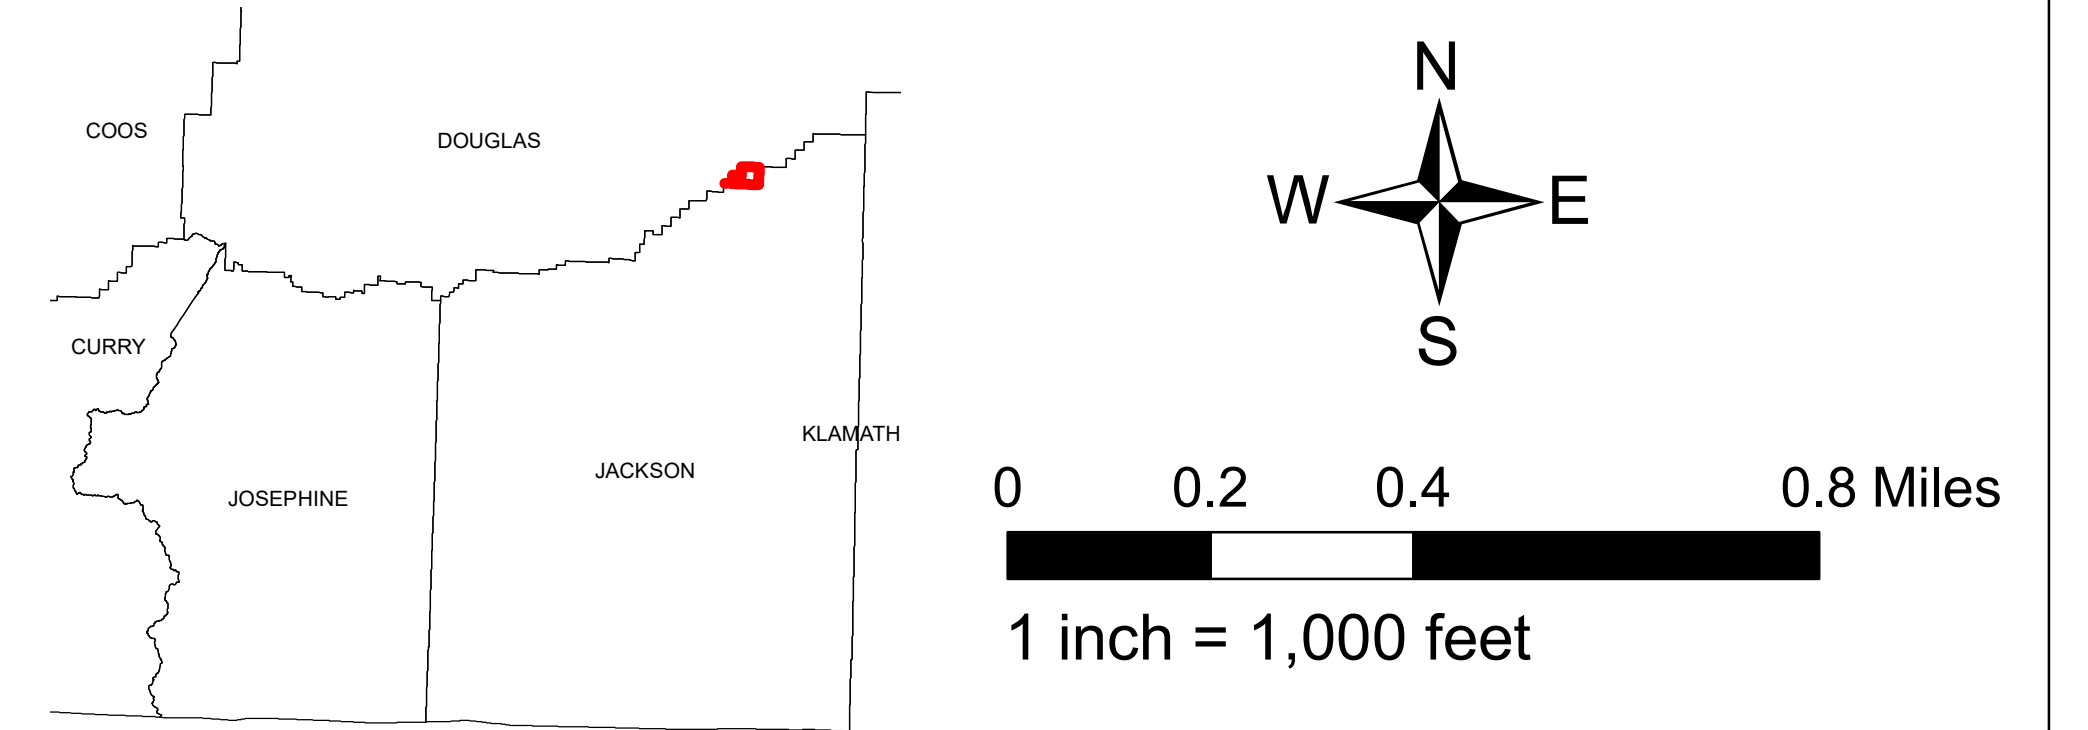 COOS
DOUGLAS
CURRY
KLAMATH
JACKSON
JOSEPHINE
N
W E
S
0 0.2 0.4 0.8 Miles
1 inch = 1,000 feet